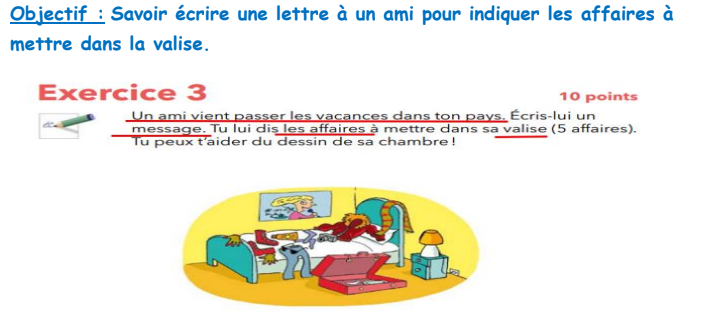 Objectif : Savoir écrire une lettre à un ami pour indiquer les affaires à
mettre dans la valise.
Exercice 3
10 points
Un ami vient passer les vacances dans ton pays. Écris-lui un
message. Tu lui dis les affaires à mettre dans sa valise (5 affaires).
Tu peux t'aider du dessin de sa chambre !